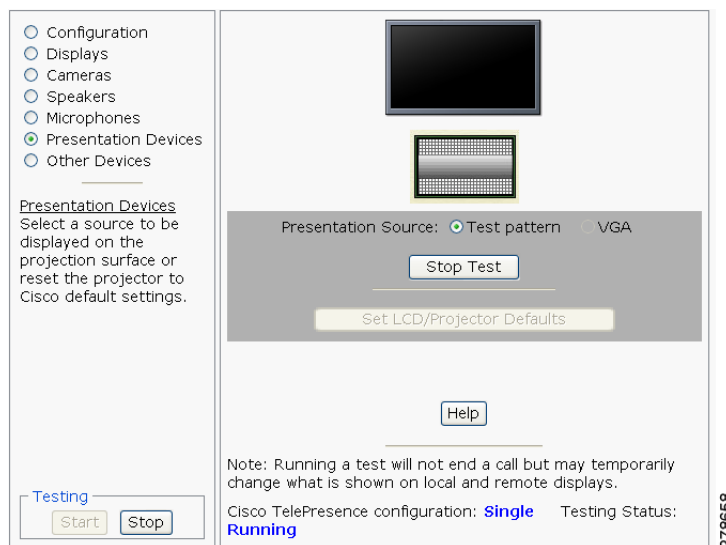 Configuration
Displays
Cameras
Speakers
Microphones
Presentation Devices
Other Devices
Presentation Devices
Select a source to be
displayed on the
projection surface or
reset the projector to
Cisco default settings.
Testing
Start Stop
Presentation Source: Test pattern VGA
Stop Test
Set LCD/Projector Defaults
Help
Note: Running a test will not end a call but may temporarily
change what is shown on local and remote displays.
Cisco TelePresence configuration: Single Testing Status:
Running